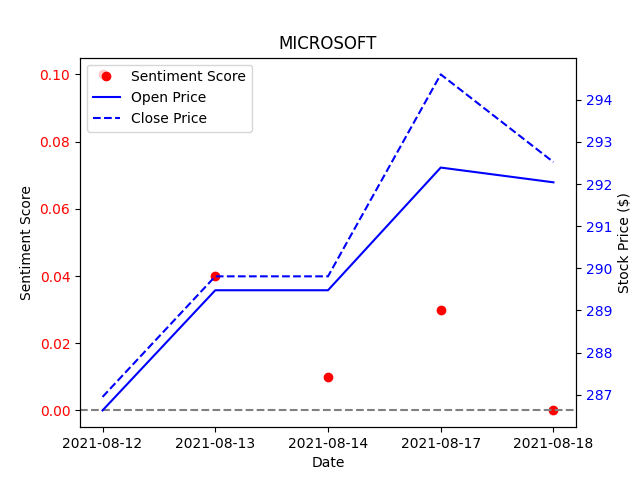 MICROSOFT
Sentiment Score
Open Price
Close Price
0.10
0.08
0.06
0.04
0.02
0.00
Sentiment Score
294
293
292
291
290
289
288
287
Stock Price ($)
2021-08-12 2021-08-13 2021-08-14 2021-08-17 2021-08-18
Date